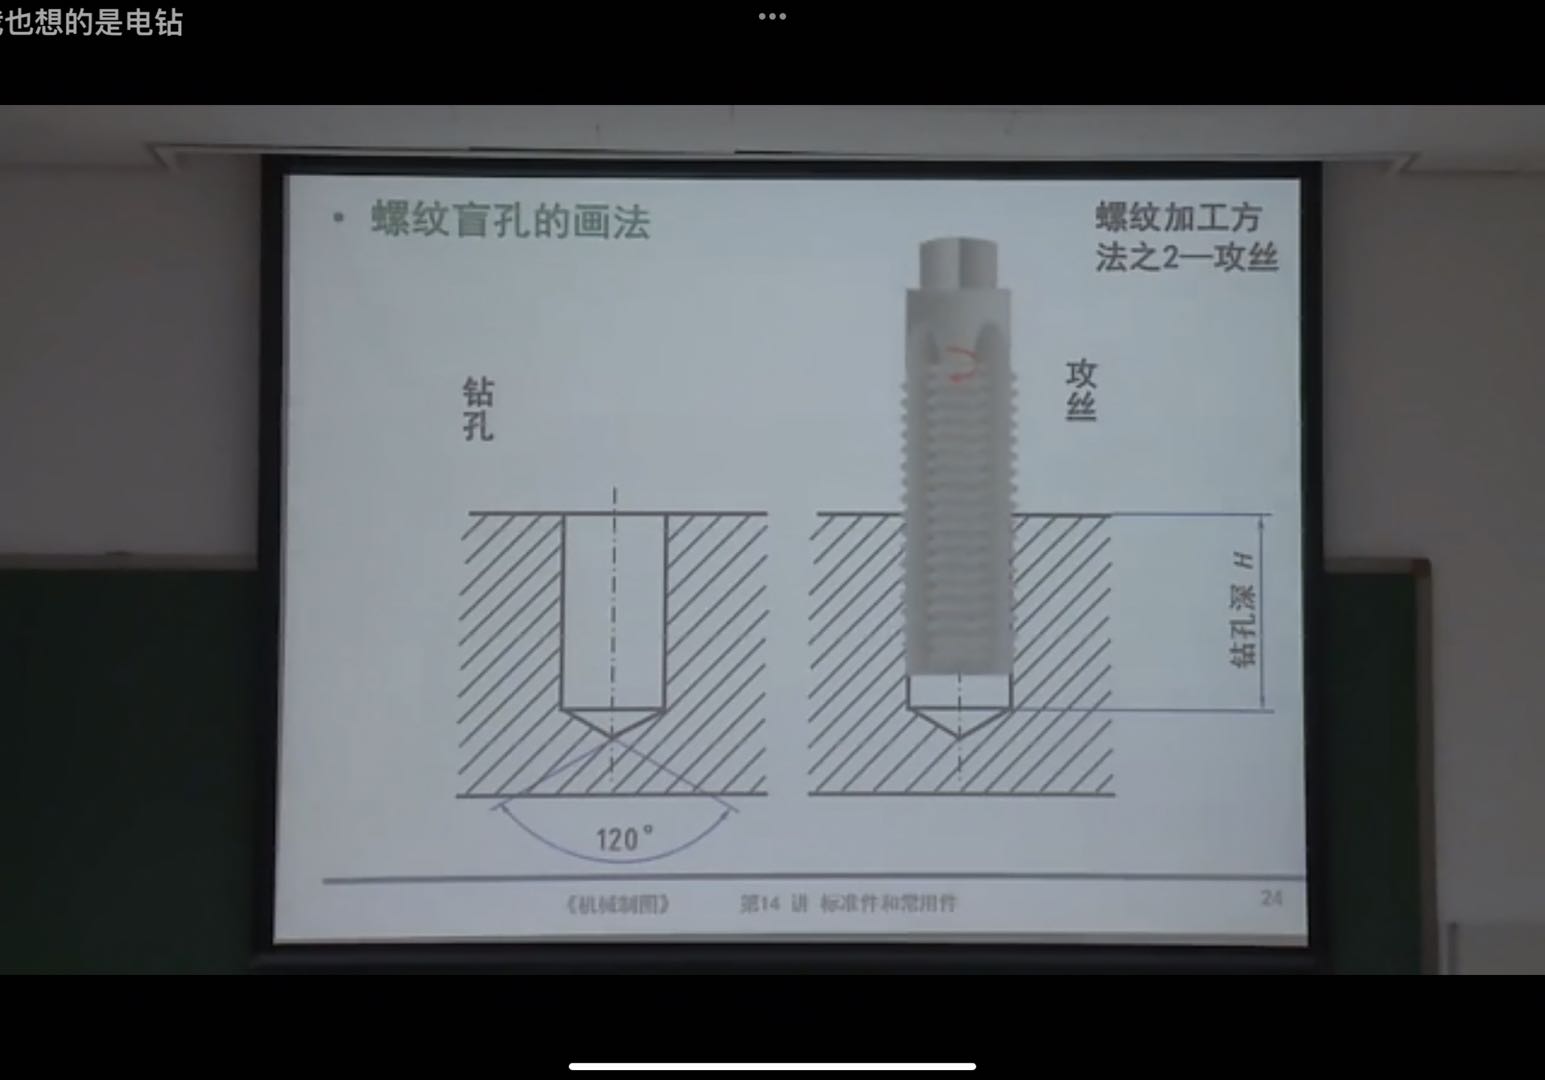 也想的是电钻
• 螺纹盲孔的画法
螺纹加工方
法之2—攻丝
钻
孔
攻
丝
钻孔深 H
120°
《机械制图》 第14 讲 标准件和常用件 24